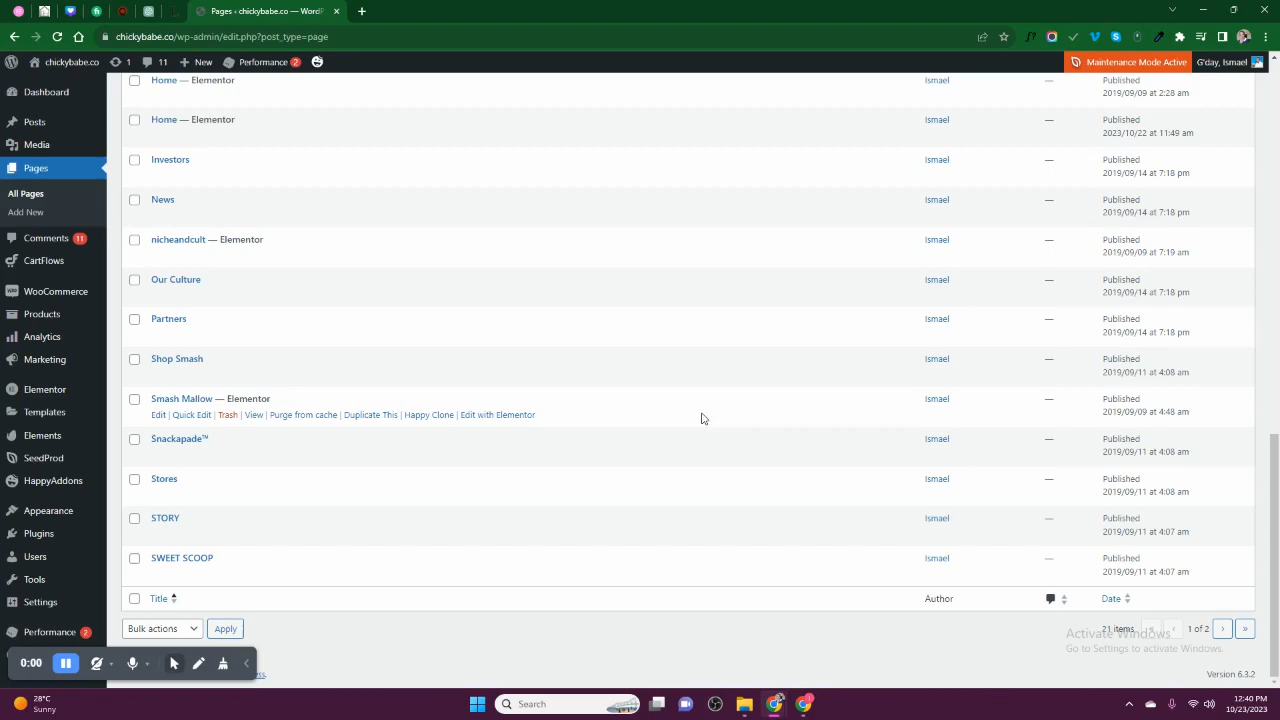 Pages ‹ chickybabe.co — WordP
chickybabe.co/wp-admin/edit.php?post_type=page
chickybabe.co 1 11 New Performance 2 Maintenance Mode Active G'day, Ismael
Dashboard
Posts
Media
Pages
All Pages
Add New
Comments 11
CartFlows
WooCommerce
Products
Analytics
Marketing
Elementor
Templates
Elements
SeedProd
HappyAddons
Appearance
Plugins
Users
Tools
Settings
Performance 2
Home — Elementor Ismael — Published
2019/09/09 at 2:28 am
Home — Elementor Ismael — Published
2023/10/22 at 11:49 am
Investors Ismael — Published
2019/09/14 at 7:18 pm
News Ismael — Published
2019/09/14 at 7:18 pm
nicheandcult — Elementor Ismael — Published
2019/09/09 at 7:19 am
Our Culture Ismael — Published
2019/09/14 at 7:18 pm
Partners Ismael — Published
2019/09/14 at 7:18 pm
Shop Smash Ismael — Published
2019/09/11 at 4:08 am
Smash Mallow — Elementor Ismael — Published
2019/09/09 at 4:48 am
Edit | Quick Edit | Trash | View | Purge from cache | Duplicate This | Happy Clone | Edit with Elementor
Snackapade™ Ismael — Published
2019/09/11 at 4:08 am
Stores Ismael — Published
2019/09/11 at 4:08 am
STORY Ismael — Published
2019/09/11 at 4:07 am
SWEET SCOOP Ismael — Published
2019/09/11 at 4:07 am
Title Author Date
Bulk actions Apply 21 items « ‹ 1 of 2 › »
Activate Windows
Go to Settings to activate Windows.
0:00
Version 6.3.2
28°C
Sunny
Search
12:40 PM
10/23/2023